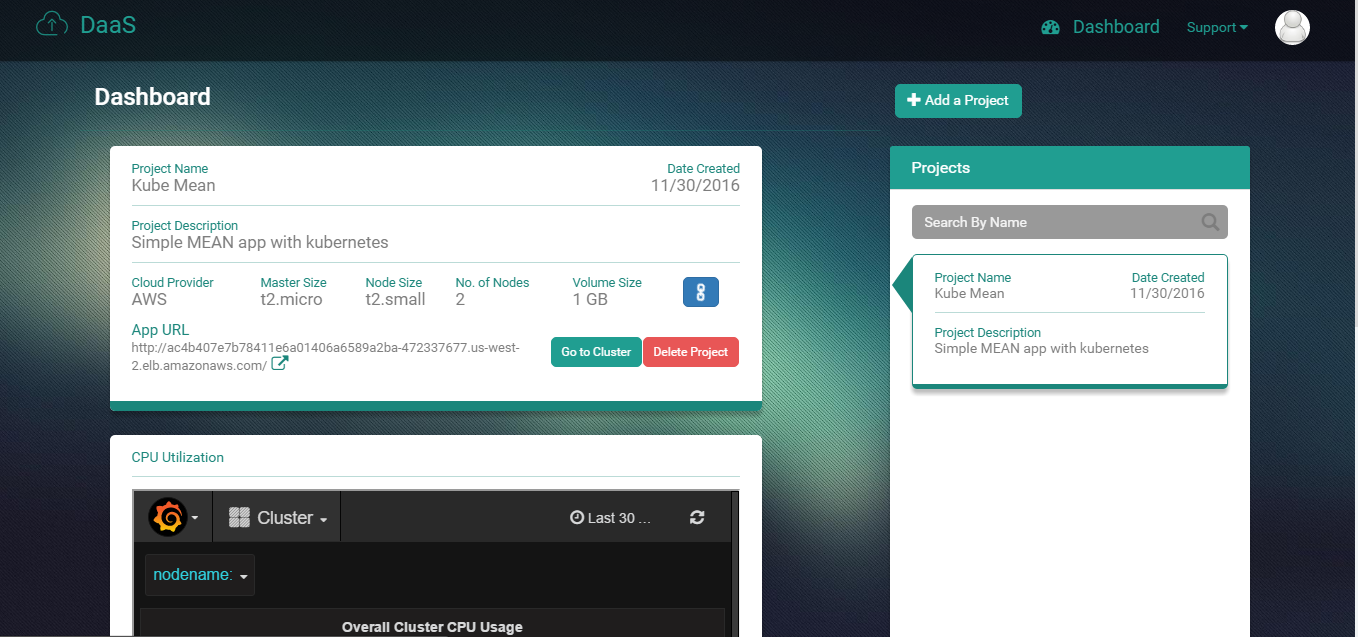 DaaS
Dashboard
Support
Dashboard
Add a Project
Project Name
Date Created
Kube Mean
11/30/2016
Project Description
Simple MEAN app with kubernetes
Cloud Provider
Master Size
Node Size
No. of Nodes
Volume Size
AWS
t2.micro
t2.small
2
1 GB
App URL
http://ac4b407e7b78411e6a01406a6589a2ba-472337677.us-west-
2.elb.amazonaws.com/
Go to Cluster
Delete Project
CPU Utilization
Cluster
Last 30 ...
nodename:
Overall Cluster CPU Usage
Projects
Search By Name
Project Name
Date Created
Kube Mean
11/30/2016
Project Description
Simple MEAN app with kubernetes